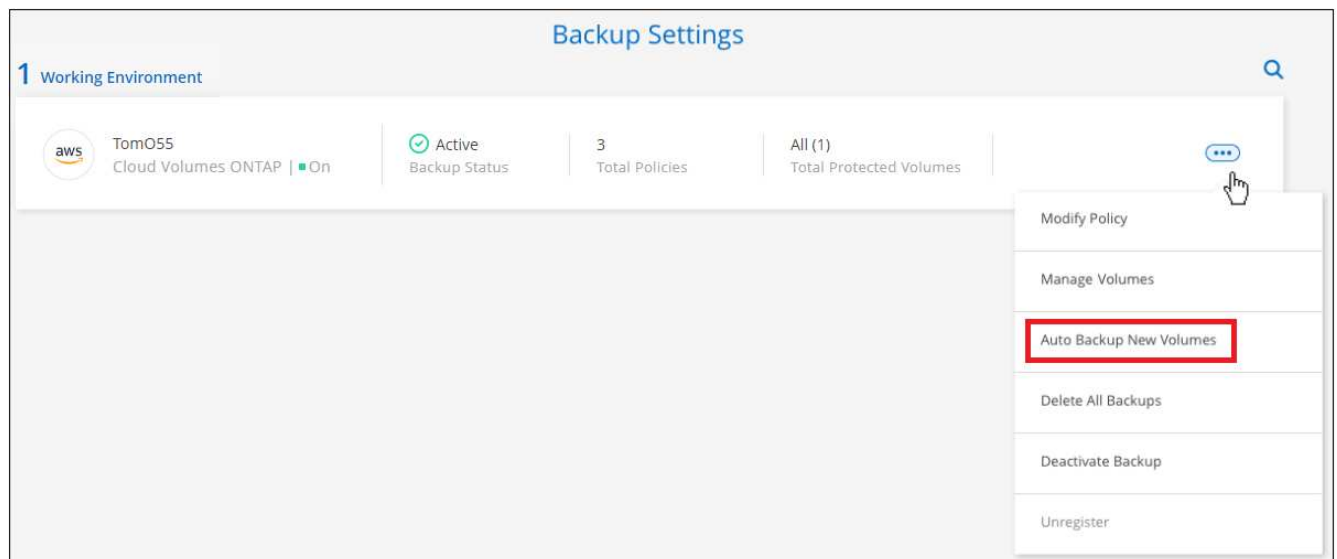 Backup Settings
1 Working Environment
aws
TomO55
Cloud Volumes ONTAP | On
Active
Backup Status
3
Total Policies
All (1)
Total Protected Volumes
Modify Policy
Manage Volumes
Auto Backup New Volumes
Delete All Backups
Deactivate Backup
Unregister